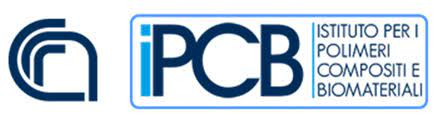 iPCB
ISTITUTO PER I
POLIMERI
COMPOSITI E
BIOMATERIALI